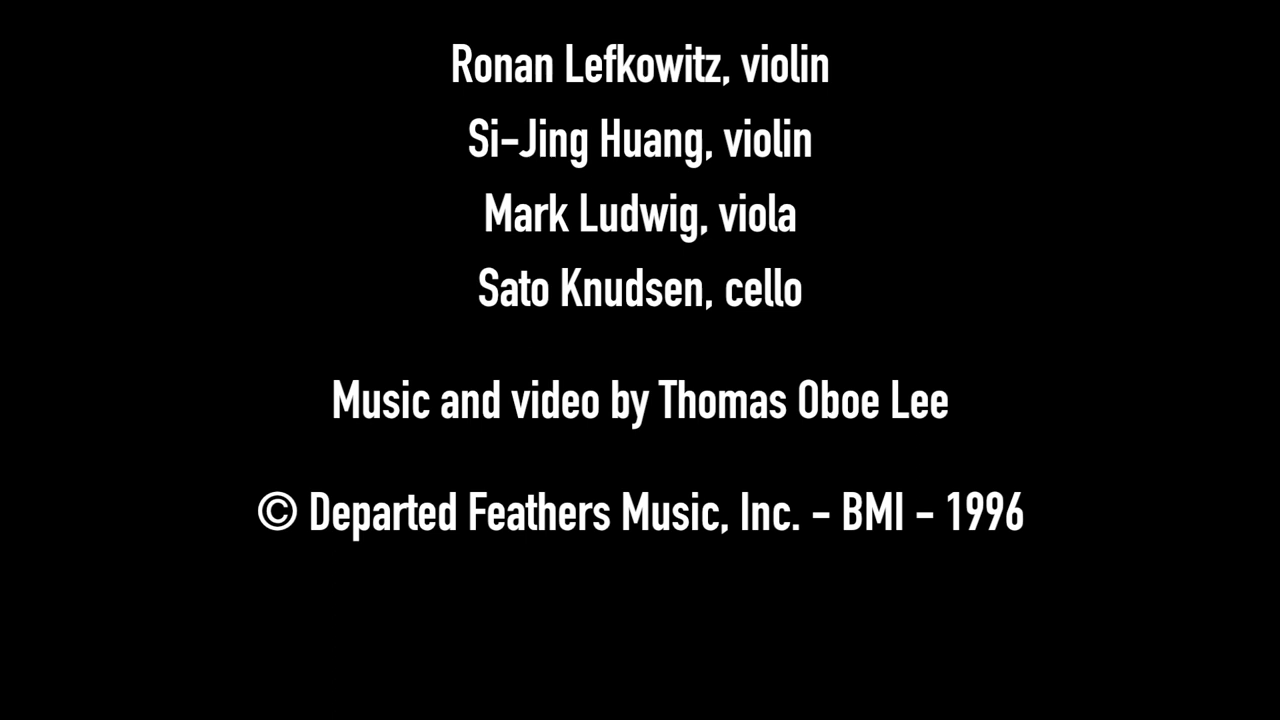 Ronan Lefkowitz, violin
Si-Jing Huang, violin
Mark Ludwig, viola
Sato Knudsen, cello
Music and video by Thomas Oboe Lee
© Departed Feathers Music, Inc. - BMI - 1996